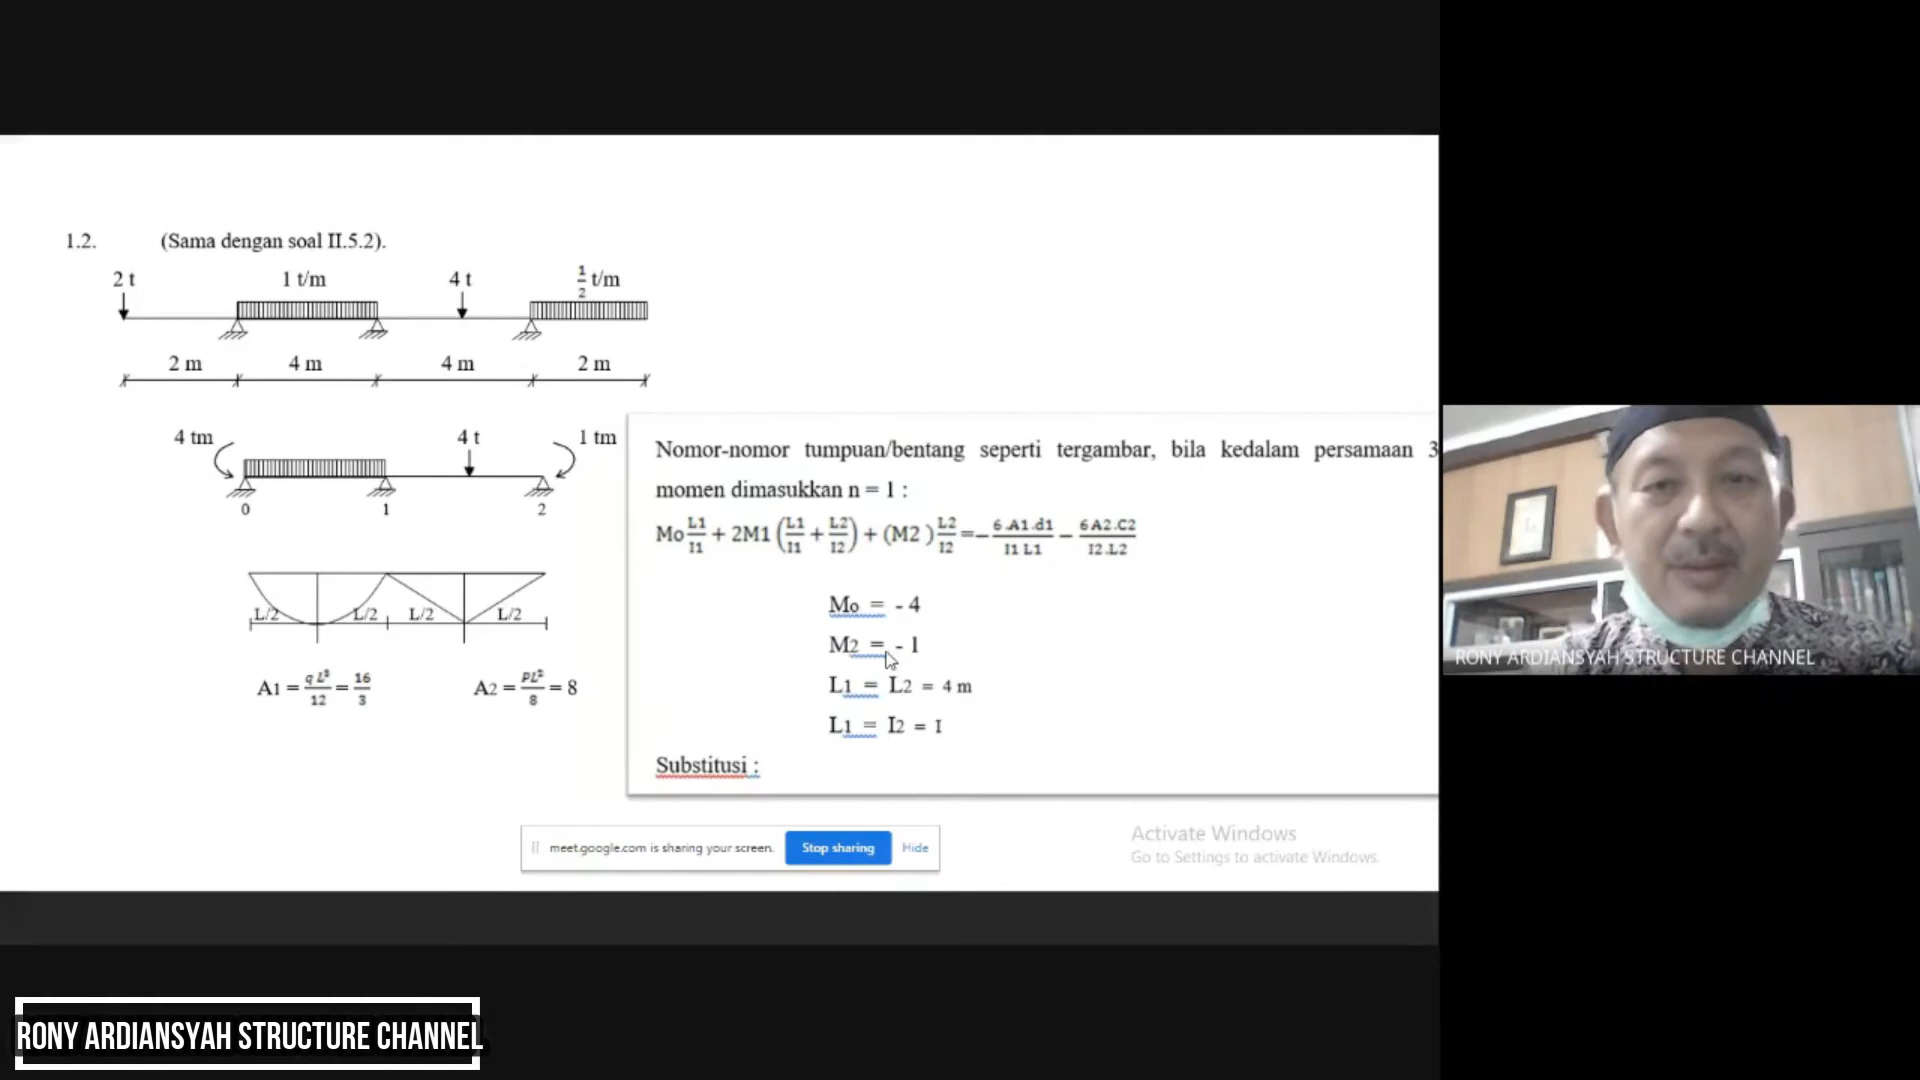 1.2. (Sama dengan soal II.5.2).
2 t 1 t/m 4 t 1/2 t/m
2 m 4 m 4 m 2 m
4 tm 4 t 1 tm
0 1 2
L/2 L/2 L/2 L/2
A1 = q L³/12 = 16/3 A2 = PL²/8 = 8
Nomor-nomor tumpuan/bentang seperti tergambar, bila kedalam persamaan 3
momen dimasukkan n = 1 :
Mo L1/I1 + 2M1 (L1/I1 + L2/I2) + (M2 ) L2/I2 = - 6.A1.d1/I1 L1 - 6A2.C2/I2.L2
Mo = - 4
M2 = - 1
L1 = L2 = 4 m
L1 = I2 = I
Substitusi :
meet.google.com is sharing your screen. Stop sharing Hide
Activate Windows
Go to Settings to activate Windows.
RONY ARDIANSYAH STRUCTURE CHANNEL
RONY ARDIANSYAH STRUCTURE CHANNEL